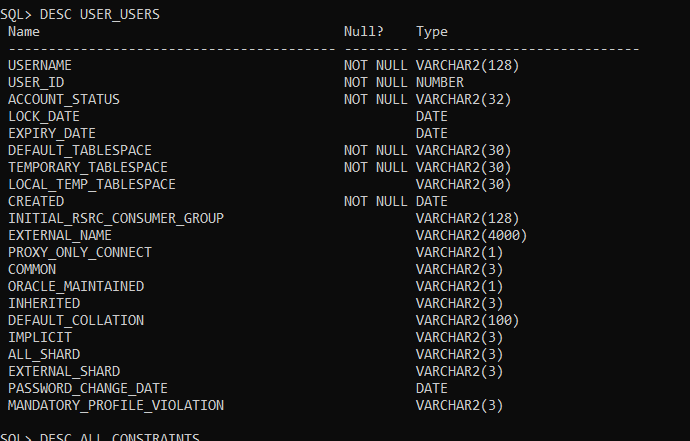 SQL> DESC USER_USERS
Name Null? Type
----------------------------------------- -------- ----------------------------
USERNAME NOT NULL VARCHAR2(128)
USER_ID NOT NULL NUMBER
ACCOUNT_STATUS NOT NULL VARCHAR2(32)
LOCK_DATE DATE
EXPIRY_DATE DATE
DEFAULT_TABLESPACE NOT NULL VARCHAR2(30)
TEMPORARY_TABLESPACE NOT NULL VARCHAR2(30)
LOCAL_TEMP_TABLESPACE VARCHAR2(30)
CREATED NOT NULL DATE
INITIAL_RSRC_CONSUMER_GROUP VARCHAR2(128)
EXTERNAL_NAME VARCHAR2(4000)
PROXY_ONLY_CONNECT VARCHAR2(1)
COMMON VARCHAR2(3)
ORACLE_MAINTAINED VARCHAR2(1)
INHERITED VARCHAR2(3)
DEFAULT_COLLATION VARCHAR2(100)
IMPLICIT VARCHAR2(3)
ALL_SHARD VARCHAR2(3)
EXTERNAL_SHARD VARCHAR2(3)
PASSWORD_CHANGE_DATE DATE
MANDATORY_PROFILE_VIOLATION VARCHAR2(3)
SQL> DESC ALL_CONSTRAINTS